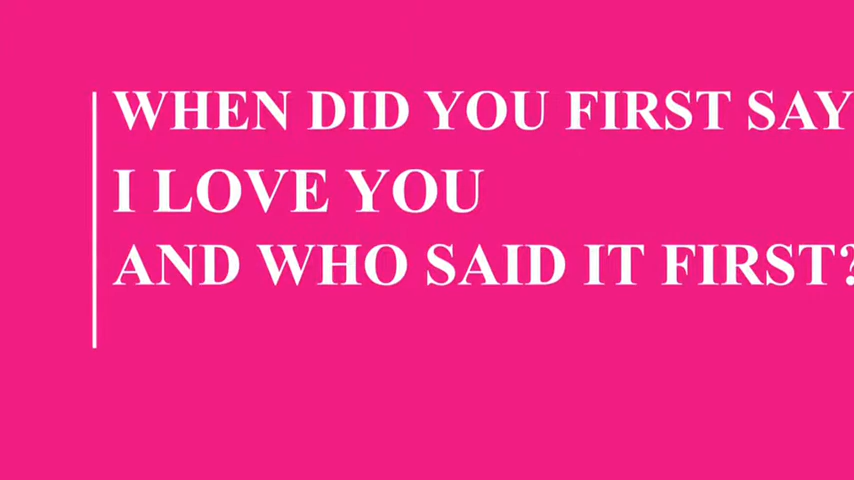 WHEN DID YOU FIRST SAY
I LOVE YOU
AND WHO SAID IT FIRST?